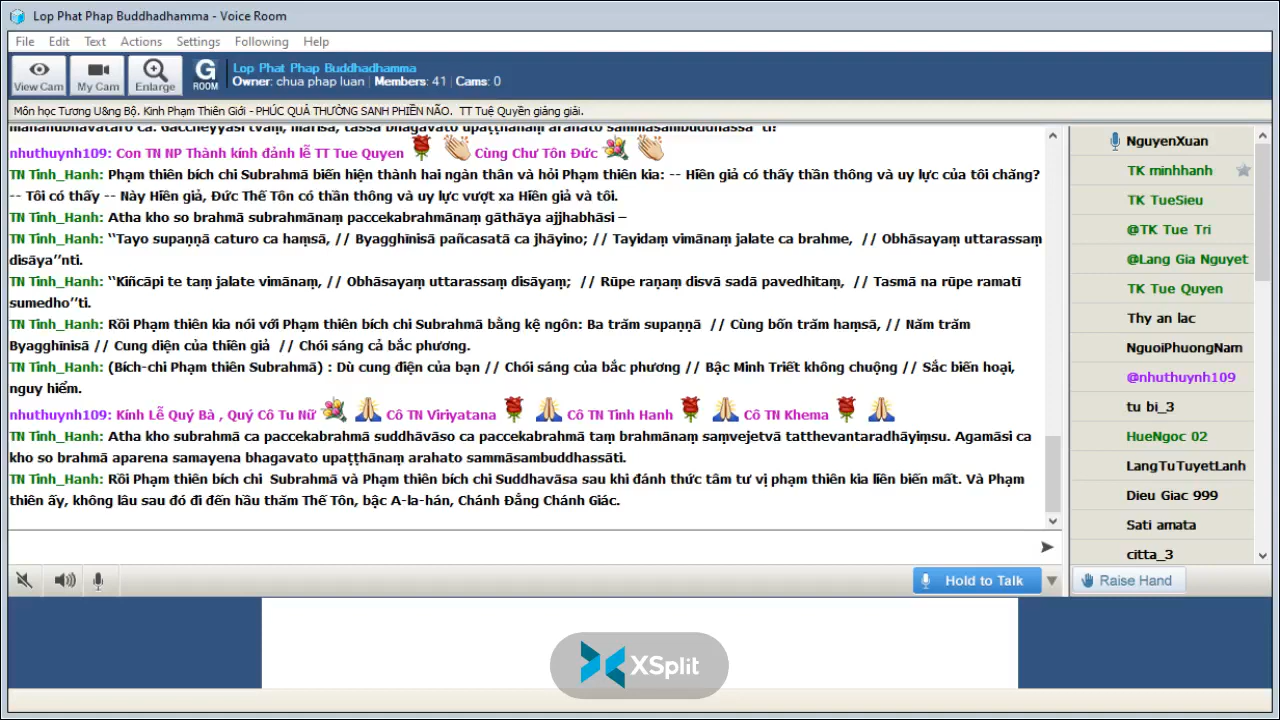 Lop Phat Phap Buddhadhamma - Voice Room
File Edit Text Actions Settings Following Help
View Cam My Cam Enlarge G ROOM
Lop Phat Phap Buddhadhamma
Owner: chua phap luan | Members: 41 | Cams: 0
Môn học Tương U&ng Bộ. Kinh Phạm Thiên Giới - PHÚC QUẢ THƯỜNG SANH PHIỀN NÃO. TT Tuệ Quyền giảng giải.
mahānubhāvataro ca. Gaccheyyāsi tvaṃ, mārisa, tassa bhagavato upaṭṭhānaṃ arahato sammāsambuddhassā''ti?
nhuthuynh109: Con TN NP Thành kính đảnh lễ TT Tue Quyen 🌹 👏 Cùng Chư Tôn Đức 💐 👏
TN Tinh_Hanh: Phạm thiên bích chi Subrahmā biến hiện thành hai ngàn thân và hỏi Phạm thiên kia: -- Hiền giả có thấy thần thông và uy lực của tôi chăng?
-- Tôi có thấy -- Này Hiền giả, Đức Thế Tôn có thần thông và uy lực vượt xa Hiền giả và tôi.
TN Tinh_Hanh: Atha kho so brahmā subrahmānaṃ paccekabrahmānaṃ gāthāya ajjhabhāsi –
TN Tinh_Hanh: ‘‘Tayo supaṇṇā caturo ca haṃsā, // Byagghīnisā pañcasatā ca jhāyino; // Tayidaṃ vimānaṃ jalate ca brahme, // Obhāsayaṃ uttarassaṃ
disāya’’nti.
TN Tinh_Hanh: ‘‘Kiñcāpi te taṃ jalate vimānaṃ, // Obhāsayaṃ uttarassaṃ disāyaṃ; // Rūpe raṇaṃ disvā sadā pavedhitaṃ, // Tasmā na rūpe ramatī
sumedho’’ti.
TN Tinh_Hanh: Rồi Phạm thiên kia nói với Phạm thiên bích chi Subrahmā bằng kệ ngôn: Ba trăm supaṇṇā // Cùng bốn trăm haṃsā, // Năm trăm
Byagghīnisā // Cung diện của thiền giả // Chói sáng cả bắc phương.
TN Tinh_Hanh: (Bích-chi Phạm thiên Subrahmā) : Dù cung điện của bạn // Chói sáng của bắc phương // Bậc Minh Triết không chuộng // Sắc biến hoại,
nguy hiểm.
nhuthuynh109: Kính Lễ Quý Bà , Quý Cô Tu Nữ 💐 🙏 Cô TN Viriyatana 🌹 🙏 Cô TN Tinh Hanh 🌹 🙏 Cô TN Khema 🌹 🙏
TN Tinh_Hanh: Atha kho subrahmā ca paccekabrahmā suddhāvāso ca paccekabrahmā taṃ brahmānaṃ saṃvejetvā tatthevantaradhāyiṃsu. Agamāsi ca
kho so brahmā aparena samayena bhagavato upaṭṭhānaṃ arahato sammāsambuddhassāti.
TN Tinh_Hanh: Rồi Phạm thiên bích chi Subrahmā và Phạm thiên bích chi Suddhavāsa sau khi đánh thức tâm tư vị phạm thiên kia liền biến mất. Và Phạm
thiên ấy, không lâu sau đó đi đến hầu thăm Thế Tôn, bậc A-la-hán, Chánh Đẳng Chánh Giác.
Hold to Talk
NguyenXuan
TK minhhanh
TK TueSieu
@TK Tue Tri
@Lang Gia Nguyet
TK Tue Quyen
Thy an lac
NguoiPhuongNam
@nhuthuynh109
tu bi_3
HueNgoc 02
LangTuTuyetLanh
Dieu Giac 999
Sati amata
citta_3
Raise Hand
XSplit